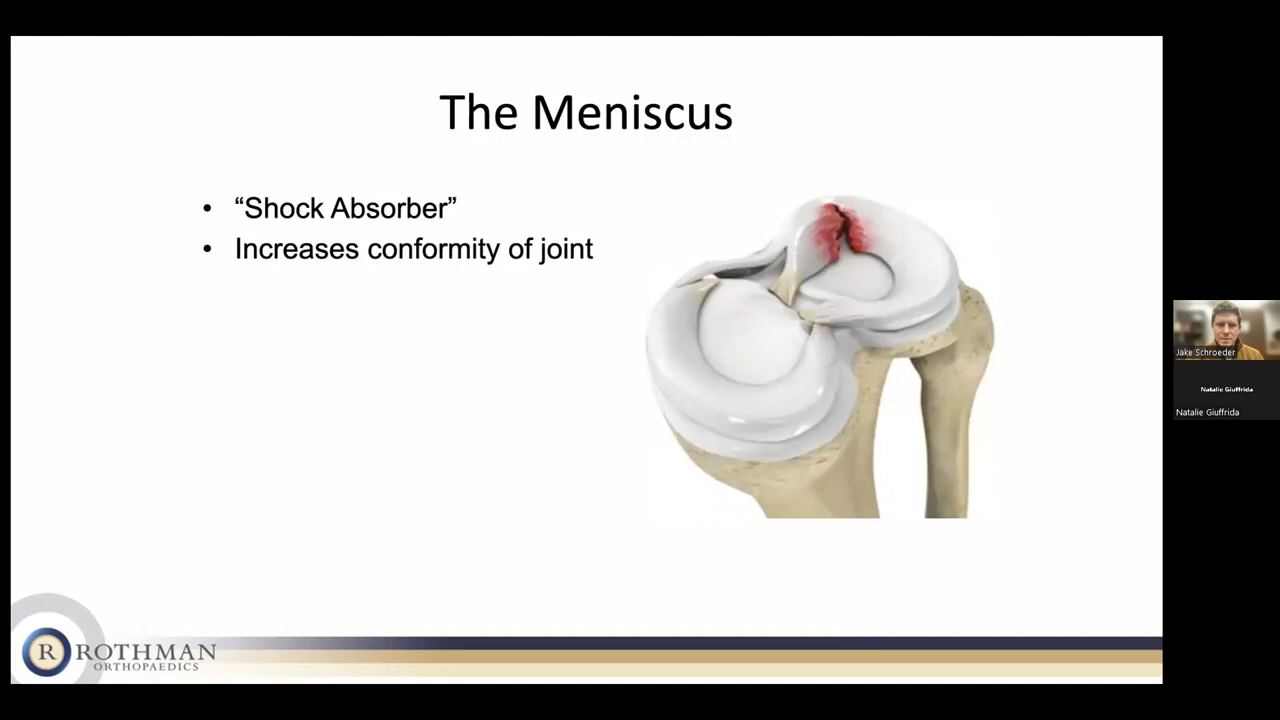 The Meniscus
• “Shock Absorber”
• Increases conformity of joint
Jake Schroeder
Natalie Giuffrida
Natalie Giuffrida
R ROTHMAN
ORTHOPAEDICS